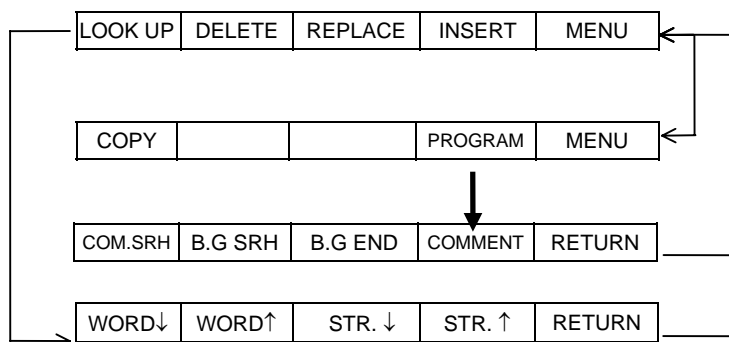 LOOK UP DELETE REPLACE INSERT MENU
COPY PROGRAM MENU
COM.SRH B.G SRH B.G END COMMENT RETURN
WORD↓ WORD↑ STR. ↓ STR. ↑ RETURN